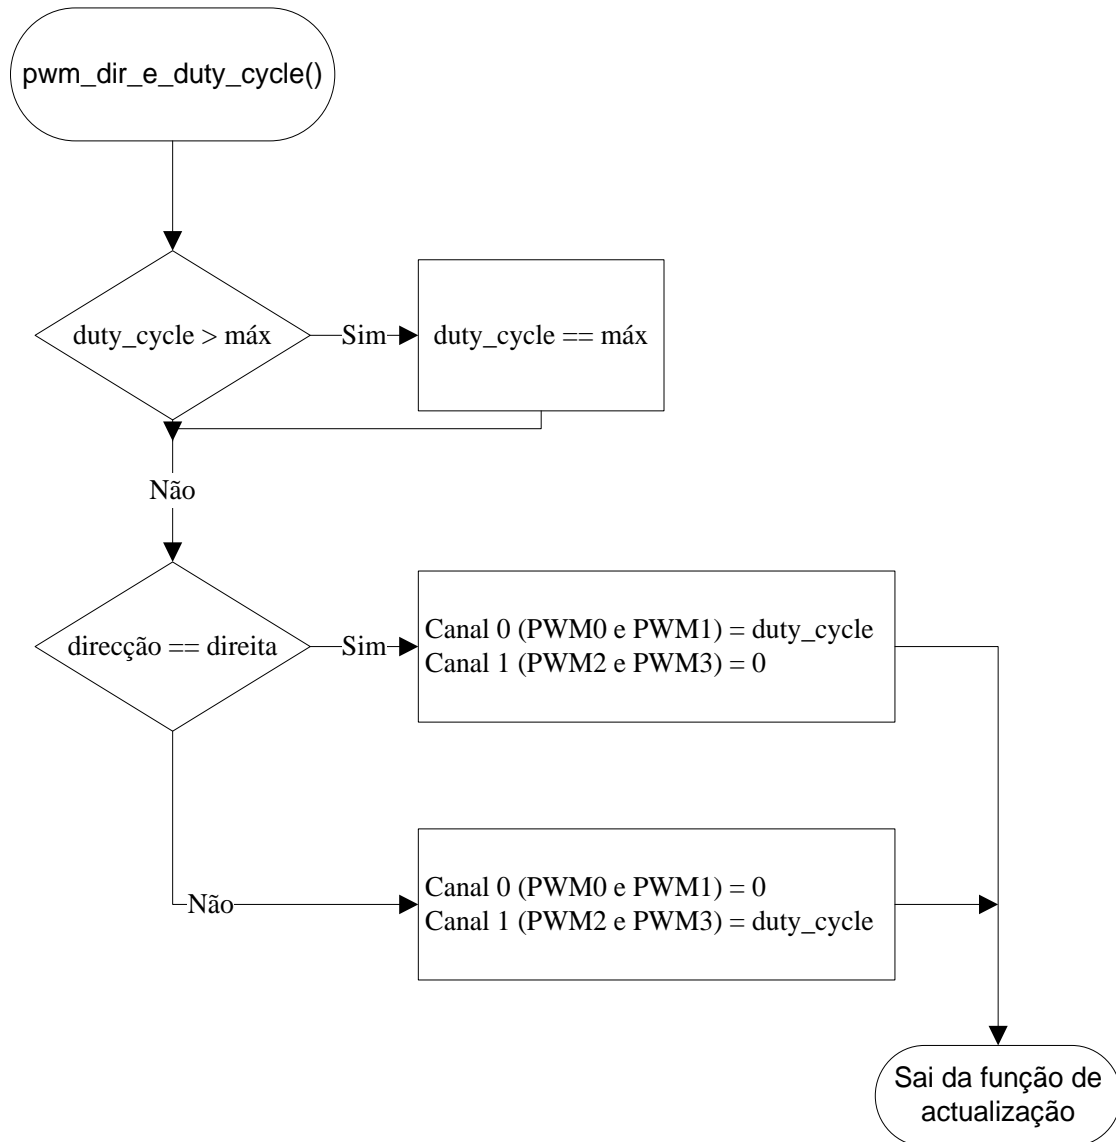 pwm_dir_e_duty_cycle()
duty_cycle > máx
Sim
duty_cycle == máx
Não
direcção == direita
Sim
Canal 0 (PWM0 e PWM1) = duty_cycle
Canal 1 (PWM2 e PWM3) = 0
Não
Canal 0 (PWM0 e PWM1) = 0
Canal 1 (PWM2 e PWM3) = duty_cycle
Sai da função de
actualização